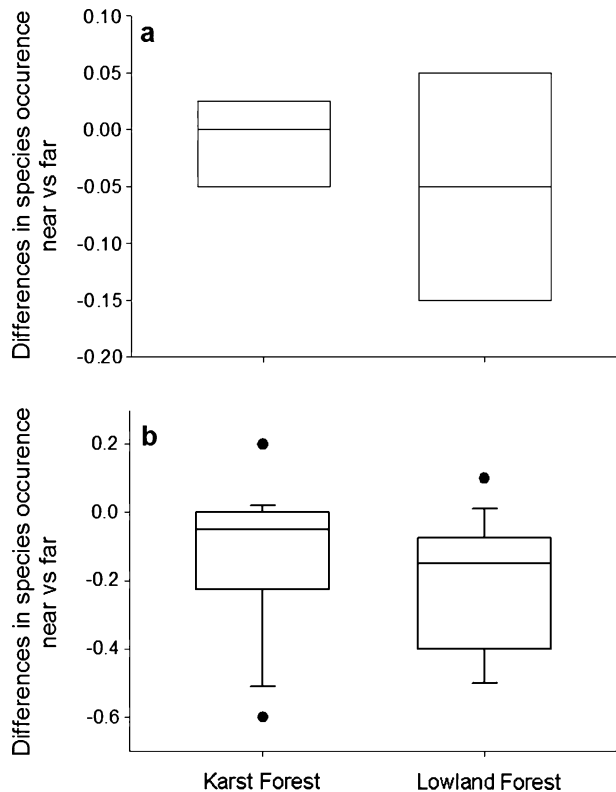 a
Differences in species occurence
near vs far
0.10
0.05
0.00
-0.05
-0.10
-0.15
-0.20
b
Differences in species occurence
near vs far
0.2
0.0
-0.2
-0.4
-0.6
Karst Forest
Lowland Forest